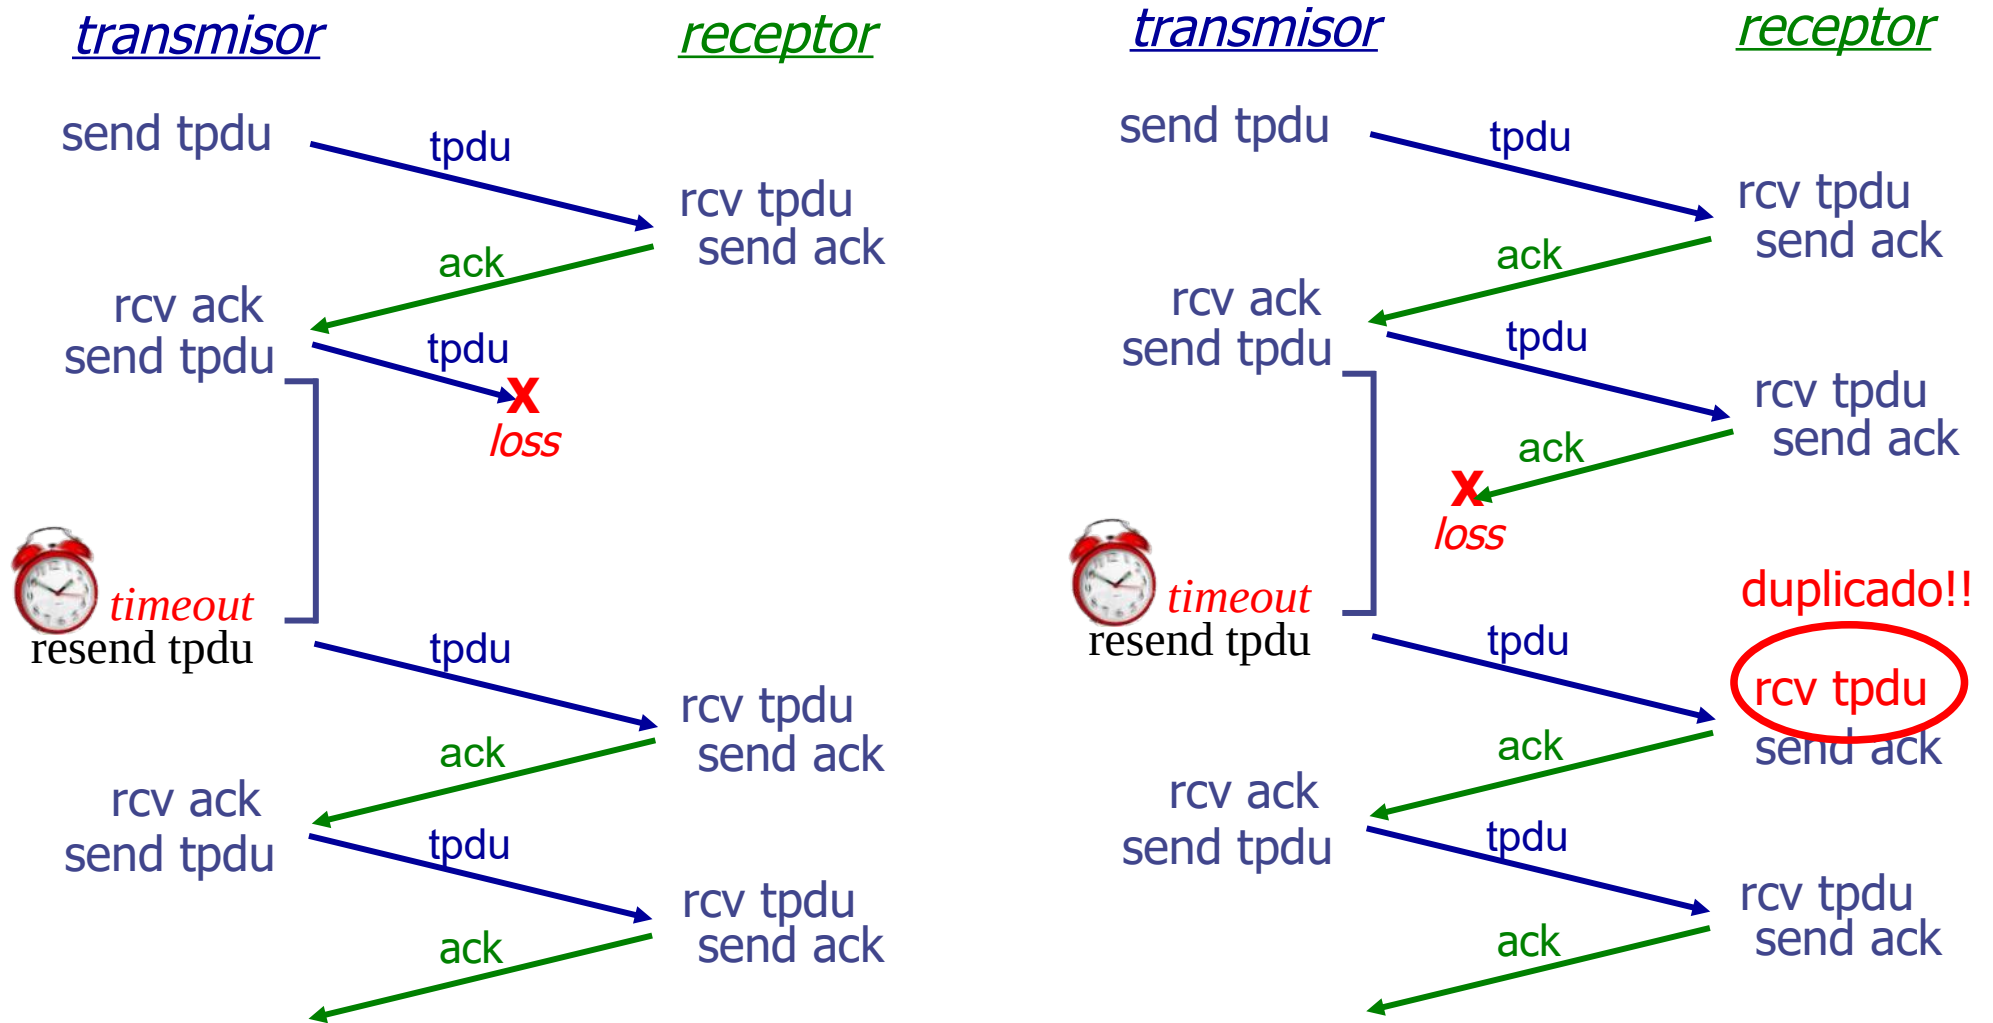 transmisor
receptor
send tpdu
tpdu
rcv tpdu
send ack
ack
rcv ack
send tpdu
tpdu
X
loss
timeout
resend tpdu
tpdu
rcv tpdu
send ack
ack
rcv ack
send tpdu
tpdu
rcv tpdu
send ack
ack
transmisor
receptor
send tpdu
tpdu
rcv tpdu
send ack
ack
rcv ack
send tpdu
tpdu
rcv tpdu
send ack
ack
X
loss
timeout
resend tpdu
duplicado!!
tpdu
rcv tpdu
send ack
ack
rcv ack
send tpdu
tpdu
rcv tpdu
send ack
ack